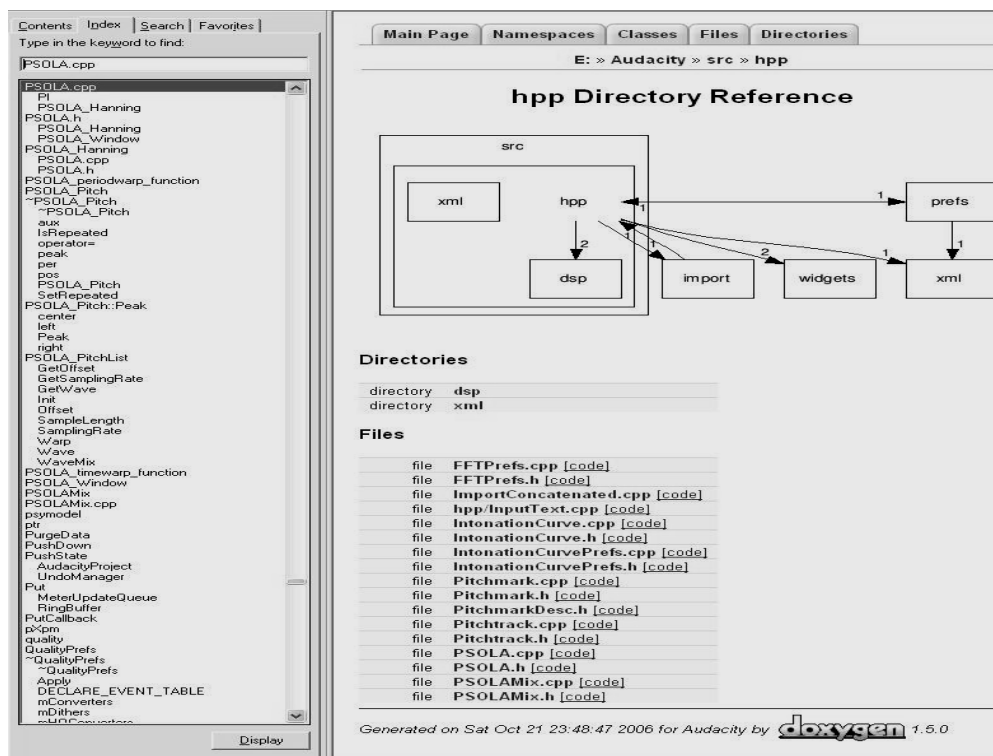 Contents Index Search Favorites
Type in the keyword to find:
PSOLA.cpp
PSOLA.cpp
PI
PSOLA_Hanning
PSOLA.h
PSOLA_Hanning
PSOLA_Window
PSOLA_Hanning
PSOLA.cpp
PSOLA.h
PSOLA_periodwarp_function
PSOLA_Pitch
~PSOLA_Pitch
~PSOLA_Pitch
aux
IsRepeated
operator=
peak
per
pos
PSOLA_Pitch
SetRepeated
PSOLA_Pitch::Peak
center
left
Peak
right
PSOLA_PitchList
GetOffset
GetSamplingRate
GetWave
Init
Offset
SampleLength
SamplingRate
Warp
Wave
WaveMix
PSOLA_timewarp_function
PSOLA_Window
PSOLAMix
PSOLAMix.cpp
psymodel
ptr
PurgeData
PushDown
PushState
AudacityProject
UndoManager
Put
MeterUpdateQueue
RingBuffer
PutCallback
pXpm
quality
QualityPrefs
~QualityPrefs
~QualityPrefs
Apply
DECLARE_EVENT_TABLE
mConverters
mDithers
mHQConverters
Display
Main Page Namespaces Classes Files Directories
E: » Audacity » src » hpp
hpp Directory Reference
src
xml hpp 1 1 prefs
2 1 1 2 1 1
dsp import widgets xml
Directories
directory dsp
directory xml
Files
file FFTPrefs.cpp [code]
file FFTPrefs.h [code]
file ImportConcatenated.cpp [code]
file hpp/InputText.cpp [code]
file IntonationCurve.cpp [code]
file IntonationCurve.h [code]
file IntonationCurvePrefs.cpp [code]
file IntonationCurvePrefs.h [code]
file Pitchmark.cpp [code]
file Pitchmark.h [code]
file PitchmarkDesc.h [code]
file Pitchtrack.cpp [code]
file Pitchtrack.h [code]
file PSOLA.cpp [code]
file PSOLA.h [code]
file PSOLAMix.cpp [code]
file PSOLAMix.h [code]
Generated on Sat Oct 21 23:48:47 2006 for Audacity by doxygen 1.5.0